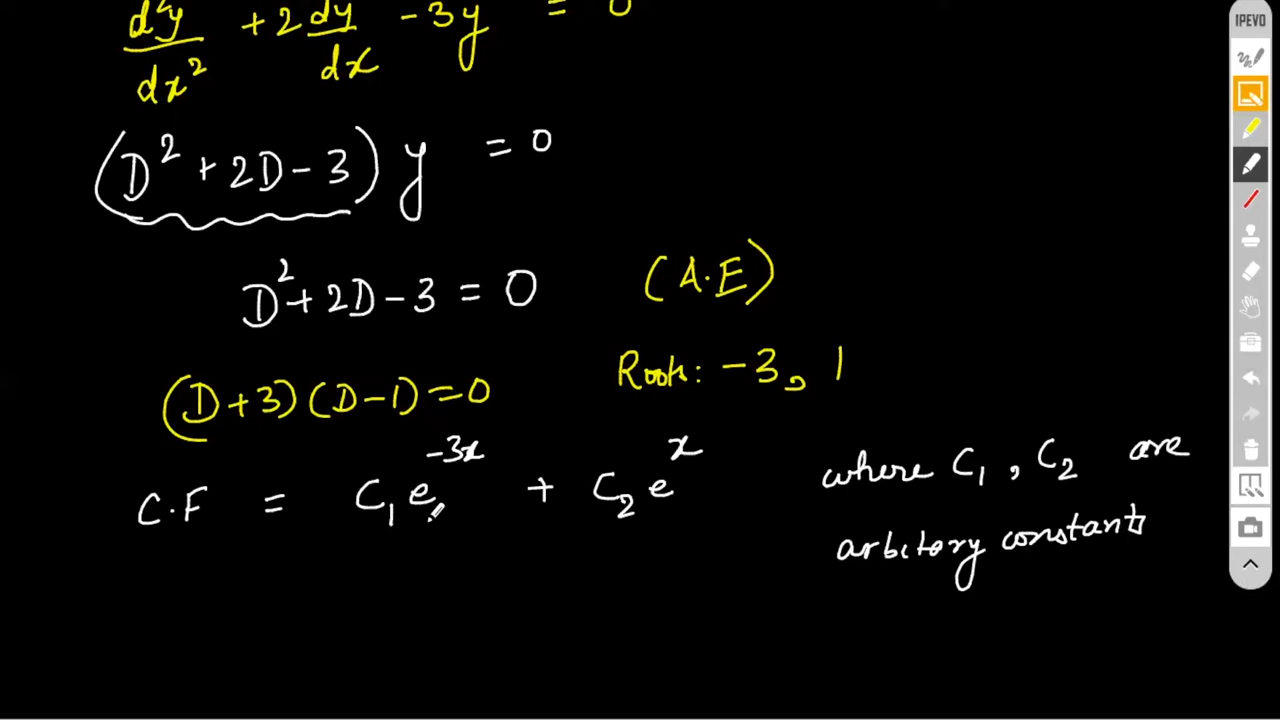 d²y/dx² + 2 dy/dx - 3y = 0
(D² + 2D - 3) y = 0
D² + 2D - 3 = 0 (A.E)
(D + 3) (D - 1) = 0 Roots: -3, 1
C.F = C₁e⁻³ˣ + C₂eˣ where C₁, C₂ are
arbitory constants
IPEVO